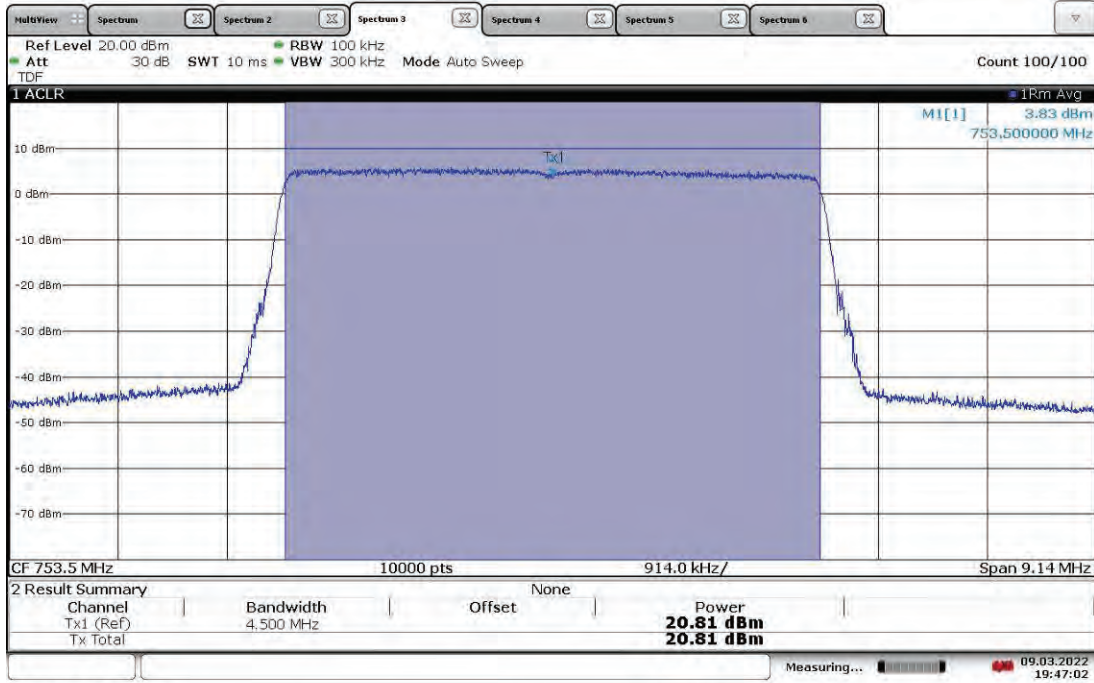 MultiView Spectrum Spectrum 2 Spectrum 3 Spectrum 4 Spectrum 5 Spectrum 6
Ref Level 20.00 dBm RBW 100 kHz
Att 30 dB SWT 10 ms VBW 300 kHz Mode Auto Sweep Count 100/100
TDF
1 ACLR 1Rm Avg
M1[1] 3.83 dBm
753.500000 MHz
10 dBm
Tx1
0 dBm
-10 dBm
-20 dBm
-30 dBm
-40 dBm
-50 dBm
-60 dBm
-70 dBm
CF 753.5 MHz 10000 pts 914.0 kHz/ Span 9.14 MHz
2 Result Summary None
Channel Bandwidth Offset Power
Tx1 (Ref) 4.500 MHz 20.81 dBm
Tx Total 20.81 dBm
Measuring... 09.03.2022
19:47:02